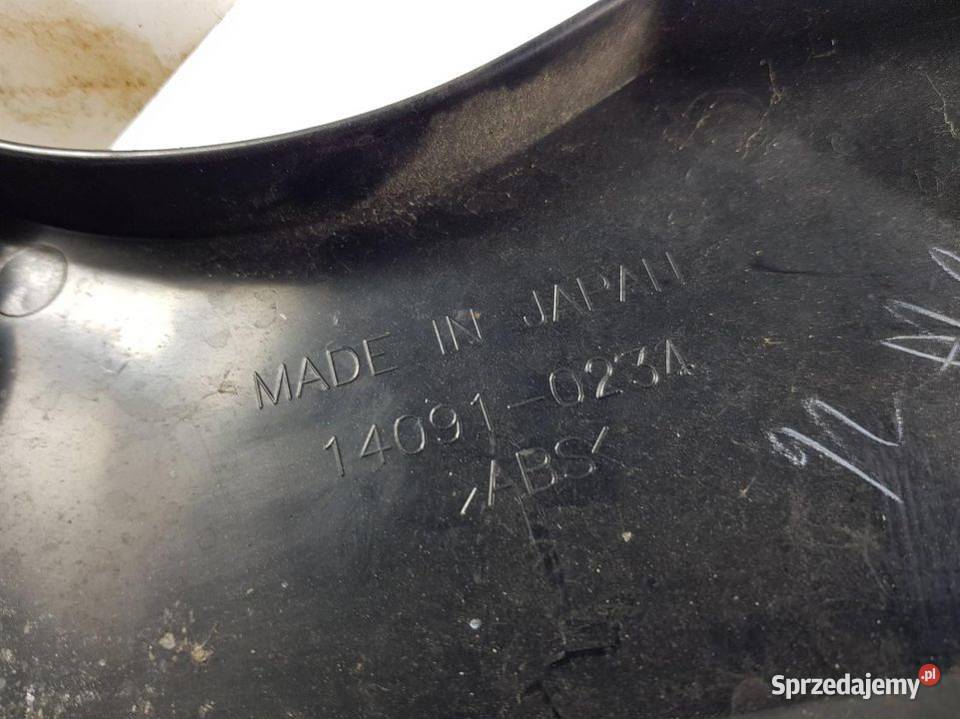 MADE IN JAPAN
14091-0234
>ABS<
Sprzedajemy.pl